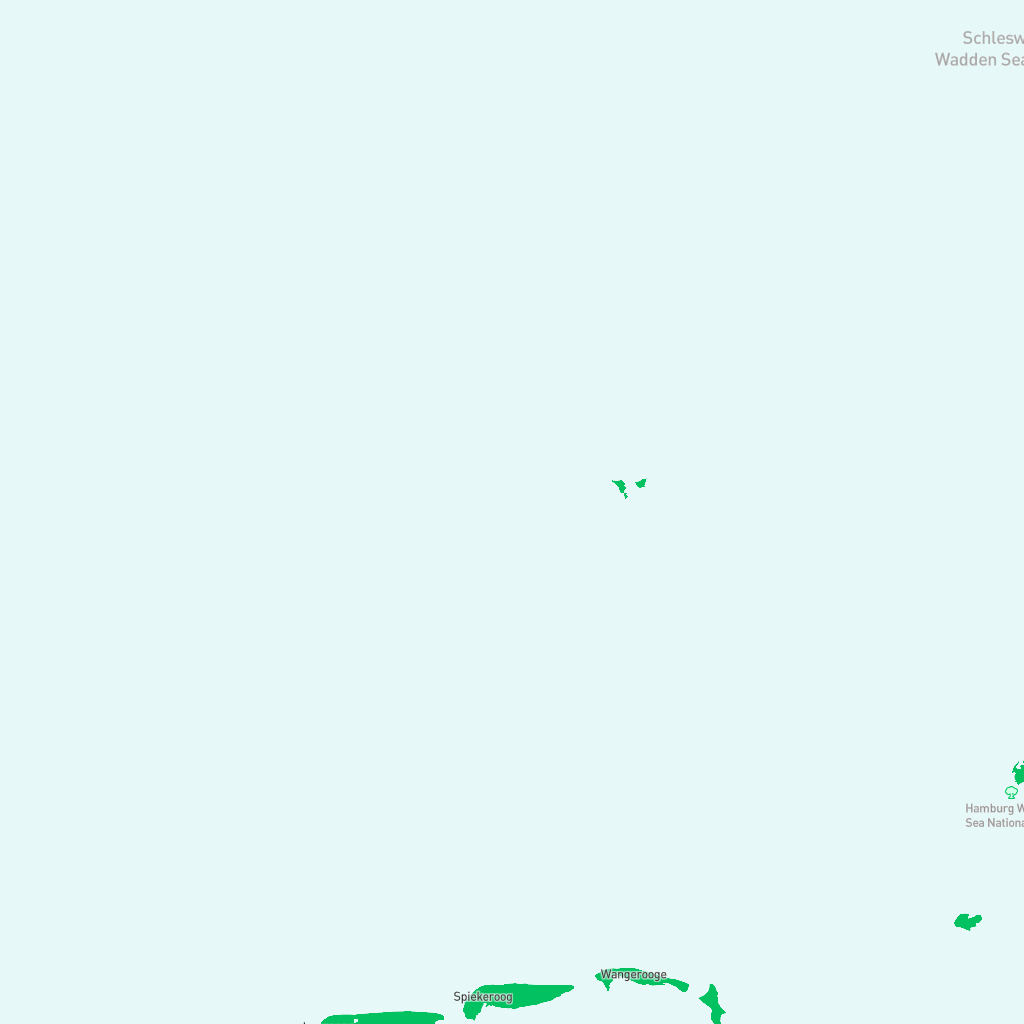 Schlesw
Wadden Sea
Hamburg W
Sea Nationa
Wangerooge
Spiekeroog